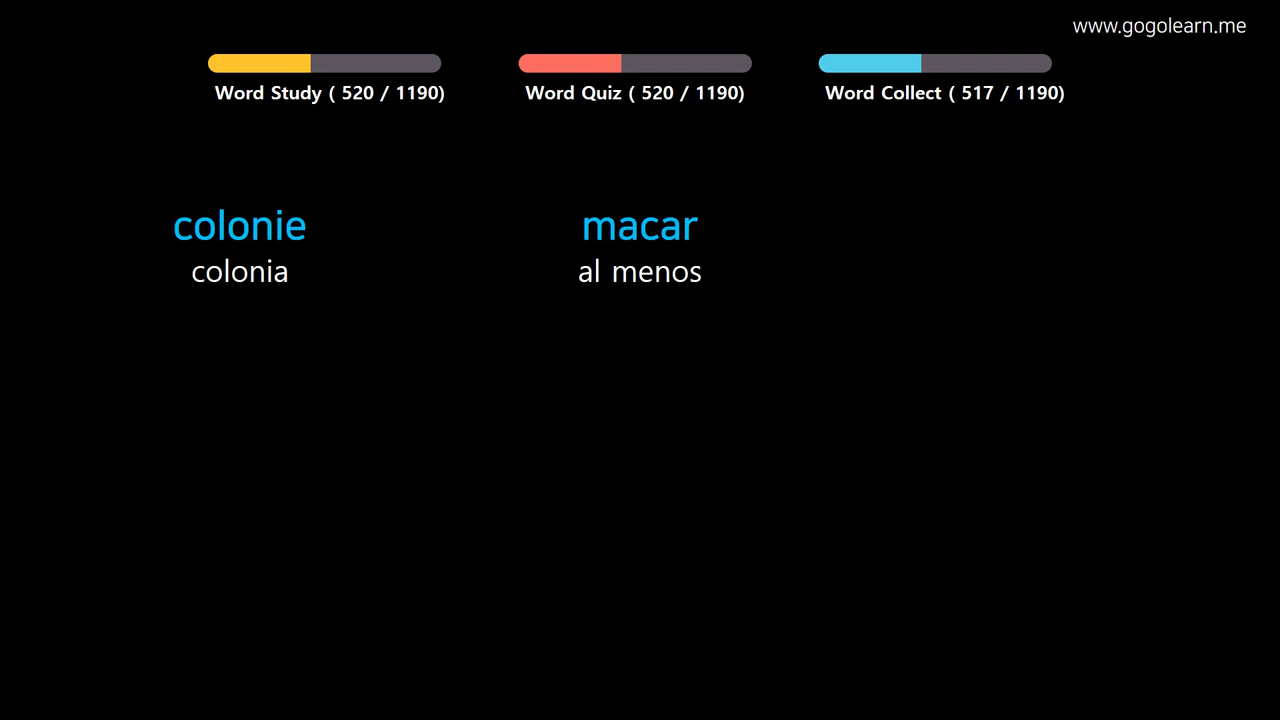 www.gogolearn.me
Word Study ( 520 / 1190)
Word Quiz ( 520 / 1190)
Word Collect ( 517 / 1190)
colonie
colonia
macar
al menos